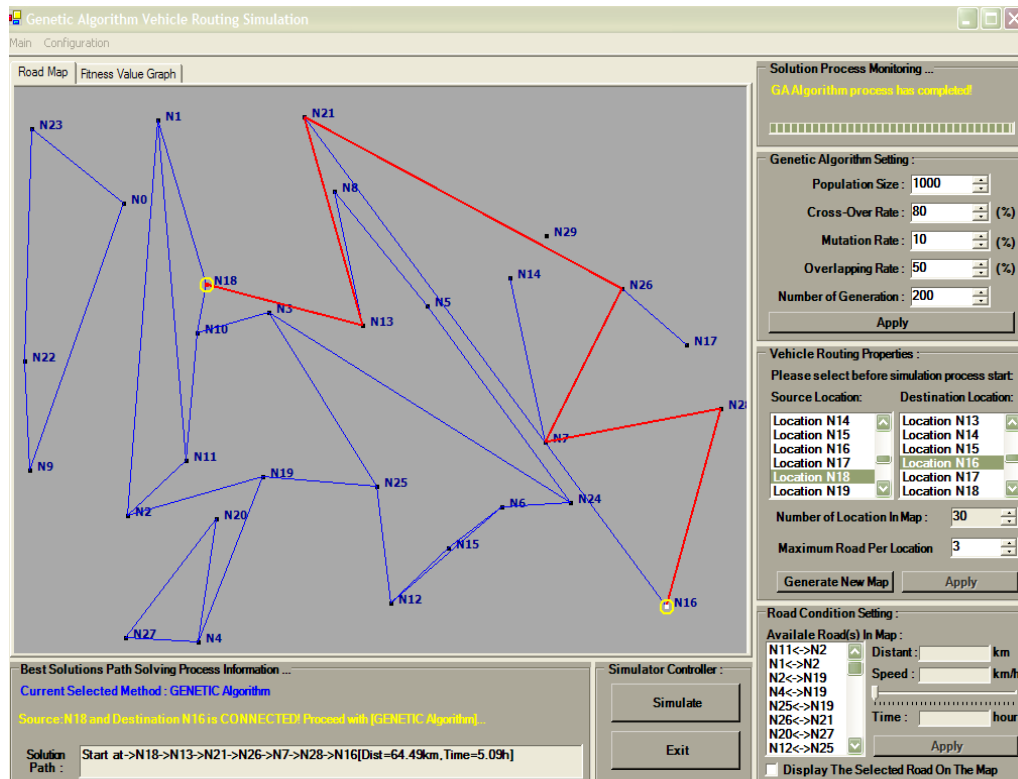 Genetic Algorithm Vehicle Routing Simulation
Main Configuration
Road Map Fitness Value Graph
N23
N1
N21
N8
N0
N29
N14
N18
N26
N3
N5
N13
N10
N17
N22
N28
N7
N11
N9
N19
N25
N6
N24
N2
N20
N15
N12
N16
N27
N4
Solution Process Monitoring ...
GA Algorithm process has completed!
Genetic Algorithm Setting :
Population Size : 1000
Cross-Over Rate : 80 (%)
Mutation Rate : 10 (%)
Overlapping Rate : 50 (%)
Number of Generation : 200
Apply
Vehicle Routing Properties :
Please select before simulation process start:
Source Location: Destination Location:
Location N14 Location N13
Location N15 Location N14
Location N16 Location N15
Location N17 Location N16
Location N18 Location N17
Location N19 Location N18
Number of Location In Map : 30
Maximum Road Per Location 3
Generate New Map Apply
Road Condition Setting :
Availale Road(s) In Map :
N11<->N2
N1<->N2
N2<->N19
N4<->N19
N25<->N19
N26<->N21
N20<->N27
N12<->N25
Distant : km
Speed : km/h
Time : hour
Apply
Display The Selected Road On The Map
Best Solutions Path Solving Process Information ...
Current Selected Method : GENETIC Algorithm
Source: N18 and Destination N16 is CONNECTED! Proceed with [GENETIC Algorithm]...
Solution Path : Start at->N18->N13->N21->N26->N7->N28->N16[Dist=64.49km,Time=5.09h]
Simulator Controller :
Simulate
Exit